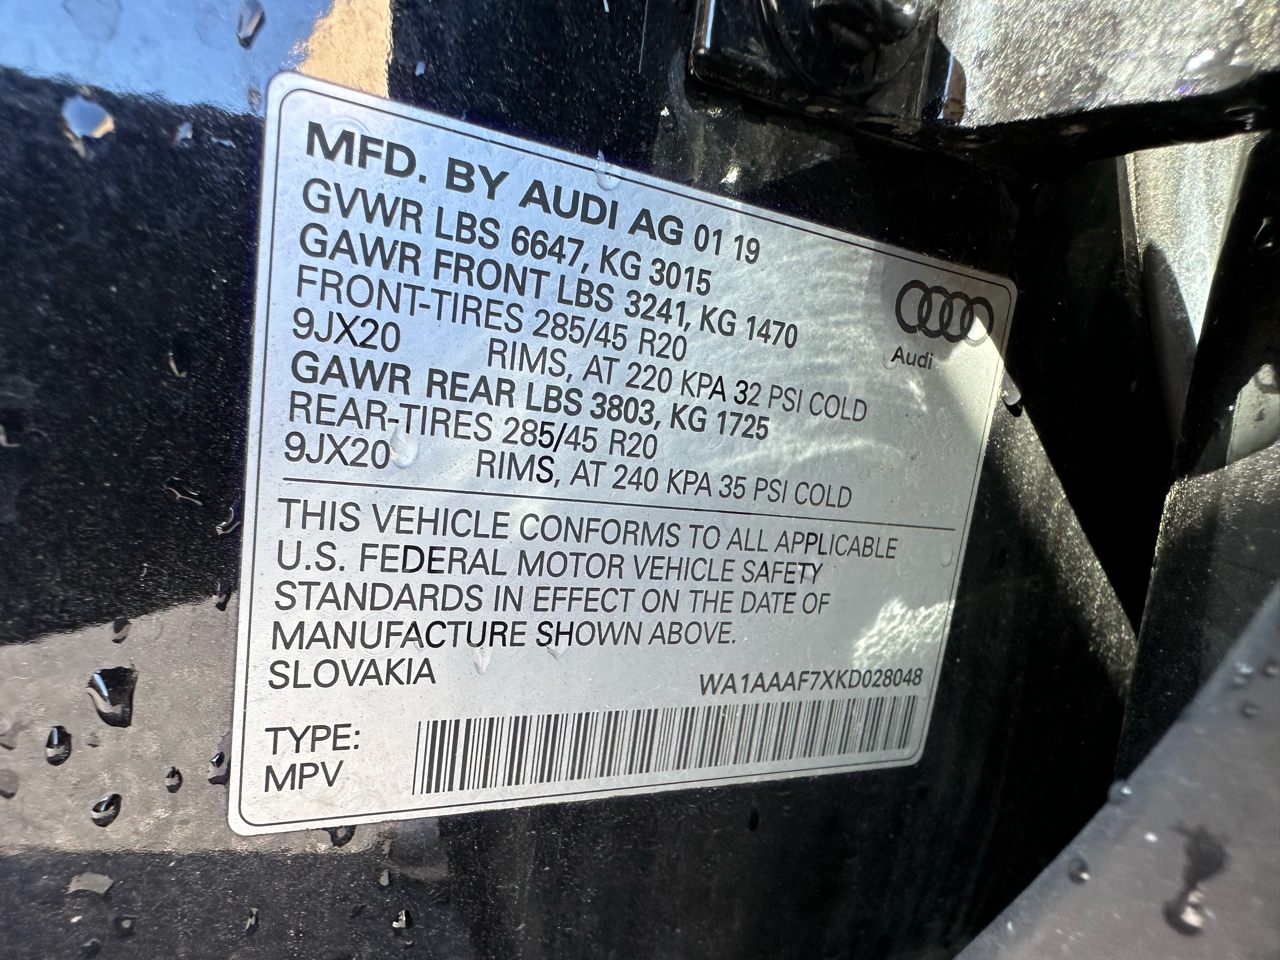 MFD. BY AUDI AG 01 19
GVWR LBS 6647, KG 3015
GAWR FRONT LBS 3241, KG 1470
FRONT-TIRES 285/45 R20
9JX20 RIMS, AT 220 KPA 32 PSI COLD
GAWR REAR LBS 3803, KG 1725
REAR-TIRES 285/45 R20
9JX20 RIMS, AT 240 KPA 35 PSI COLD
Audi
THIS VEHICLE CONFORMS TO ALL APPLICABLE
U.S. FEDERAL MOTOR VEHICLE SAFETY
STANDARDS IN EFFECT ON THE DATE OF
MANUFACTURE SHOWN ABOVE.
SLOVAKIA WA1AAAF7XKD028048
TYPE:
MPV